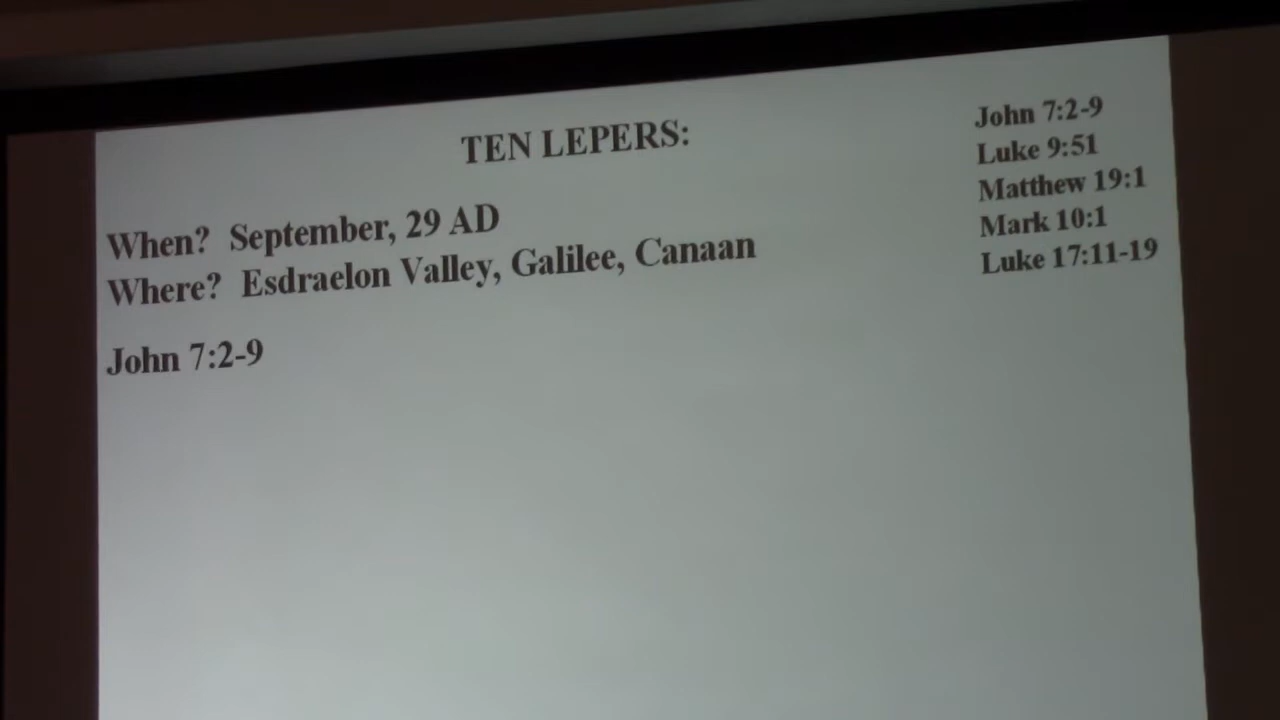 TEN LEPERS:
John 7:2-9
Luke 9:51
Matthew 19:1
Mark 10:1
Luke 17:11-19
When? September, 29 AD
Where? Esdraelon Valley, Galilee, Canaan
John 7:2-9